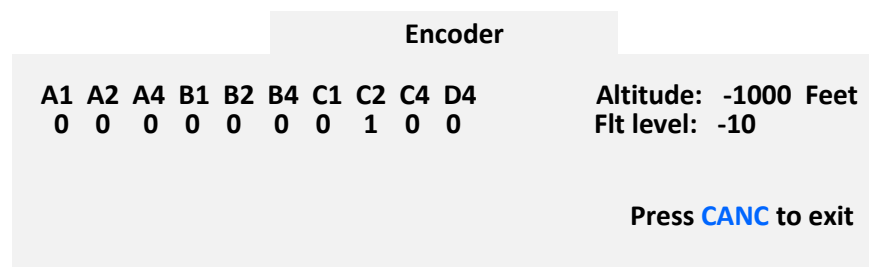 Encoder
A1 A2 A4 B1 B2 B4 C1 C2 C4 D4 Altitude: -1000 Feet
0 0 0 0 0 0 0 1 0 0 Flt level: -10
Press CANC to exit